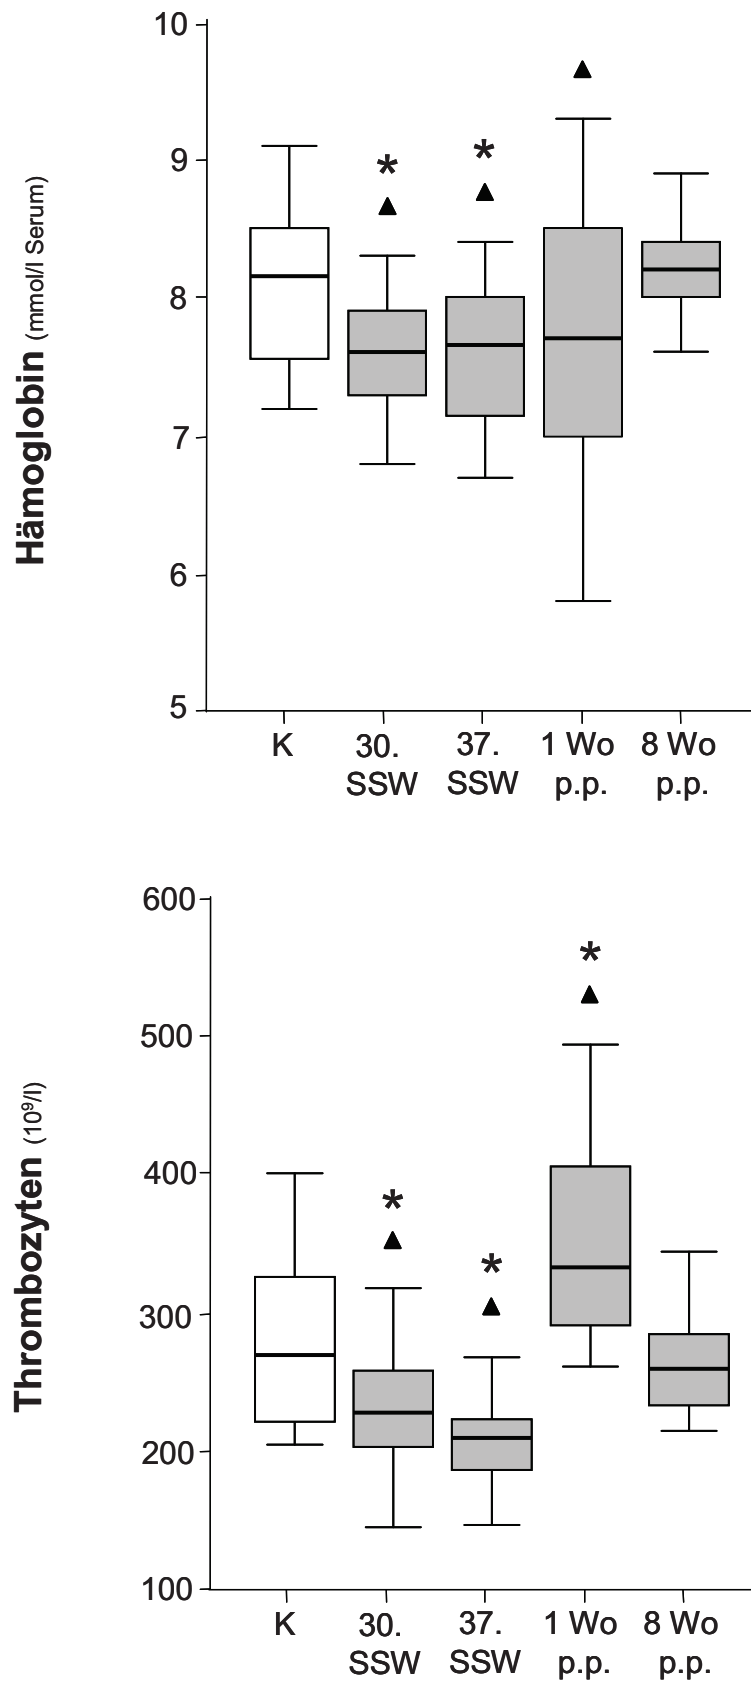 Hämoglobin (mmol/l Serum)
10
9
8
7
6
5
K
30.
SSW
37.
SSW
1 Wo
p.p.
8 Wo
p.p.
*
*
Thrombozyten (10⁹/l)
600
500
400
300
200
100
*
*
*
K
30.
SSW
37.
SSW
1 Wo
p.p.
8 Wo
p.p.